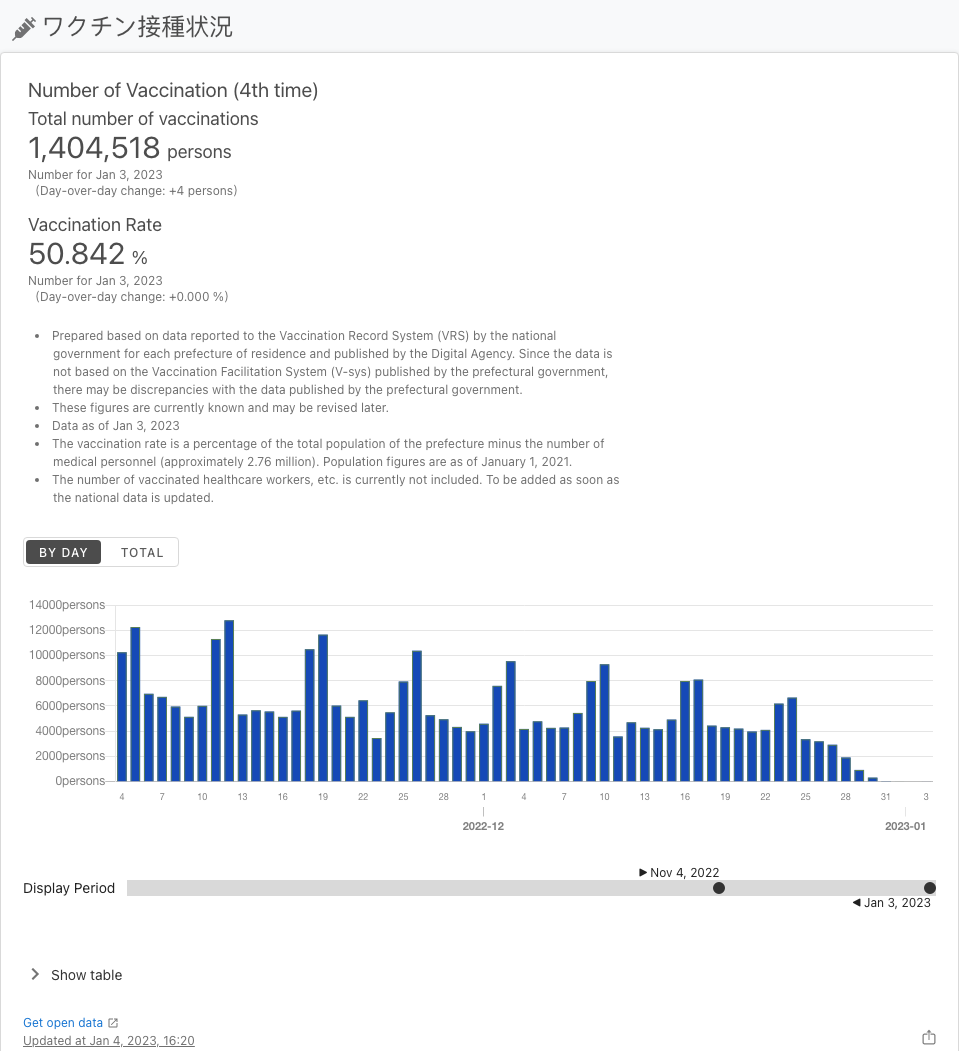 ワクチン接種状況
Number of Vaccination (4th time)
Total number of vaccinations
1,404,518 persons
Number for Jan 3, 2023
(Day-over-day change: +4 persons)
Vaccination Rate
50.842 %
Number for Jan 3, 2023
(Day-over-day change: +0.000 %)
• Prepared based on data reported to the Vaccination Record System (VRS) by the national
government for each prefecture of residence and published by the Digital Agency. Since the data is
not based on the Vaccination Facilitation System (V-sys) published by the prefectural government,
there may be discrepancies with the data published by the prefectural government.
• These figures are currently known and may be revised later.
• Data as of Jan 3, 2023
• The vaccination rate is a percentage of the total population of the prefecture minus the number of
medical personnel (approximately 2.76 million). Population figures are as of January 1, 2021.
• The number of vaccinated healthcare workers, etc. is currently not included. To be added as soon as
the national data is updated.
BY DAY TOTAL
14000persons
12000persons
10000persons
8000persons
6000persons
4000persons
2000persons
0persons
4 7 10 13 16 19 22 25 28 1 4 7 10 13 16 19 22 25 28 31 3
2022-12 2023-01
▶ Nov 4, 2022
Display Period
◀ Jan 3, 2023
Show table
Get open data
Updated at Jan 4, 2023, 16:20